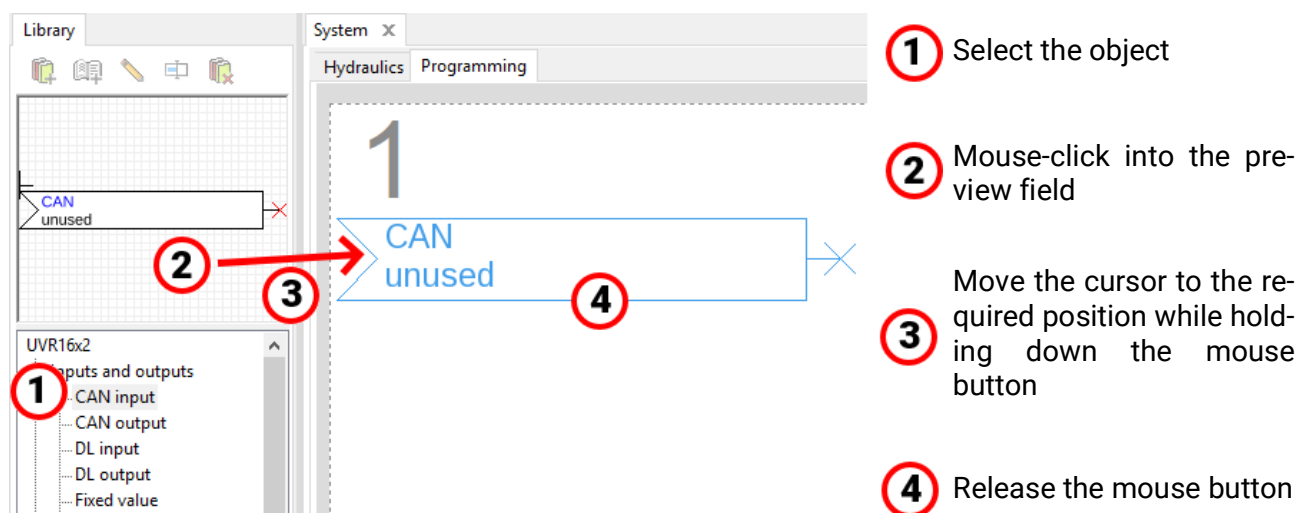 Library
System X
Hydraulics Programming
1
CAN
unused
CAN
unused
2
3
4
UVR16x2
1
nputs and outputs
CAN input
CAN output
DL input
DL output
Fixed value
1 Select the object
2 Mouse-click into the pre-
view field
Move the cursor to the re-
3 quired position while hold-
ing down the mouse
button
4 Release the mouse button